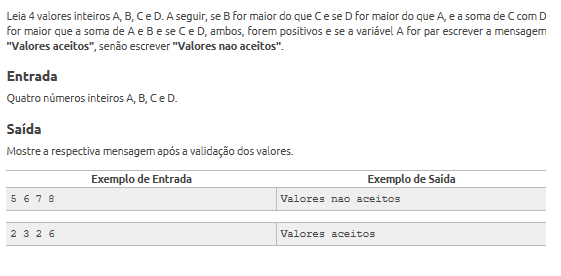 Leia 4 valores inteiros A, B, C e D. A seguir, se B for maior do que C e se D for maior do que A, e a soma de C com D
for maior que a soma de A e B e se C e D, ambos, forem positivos e se a variável A for par escrever a mensagem
"Valores aceitos", senão escrever "Valores nao aceitos".
Entrada
Quatro números inteiros A, B, C e D.
Saída
Mostre a respectiva mensagem após a validação dos valores.
Exemplo de Entrada Exemplo de Saída
5 6 7 8 Valores nao aceitos
2 3 2 6 Valores aceitos